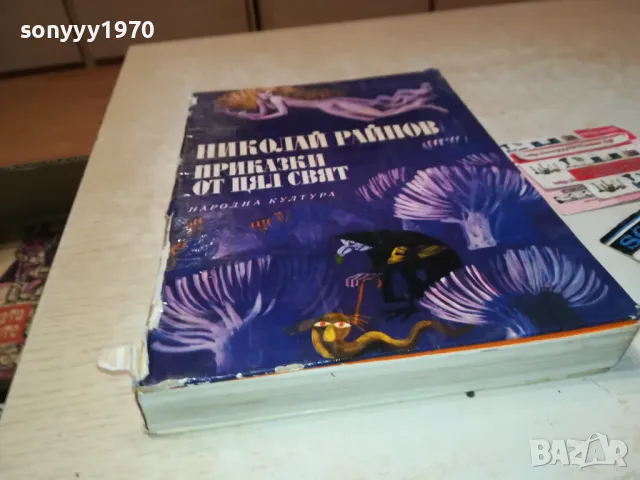 sonyyy1970
НИКОЛАЙ РАЙНОВ
ПРИКАЗКИ
ОТ ЦЯЛ СВЯТ
НАРОДНА КУЛТУРА
BAZAR